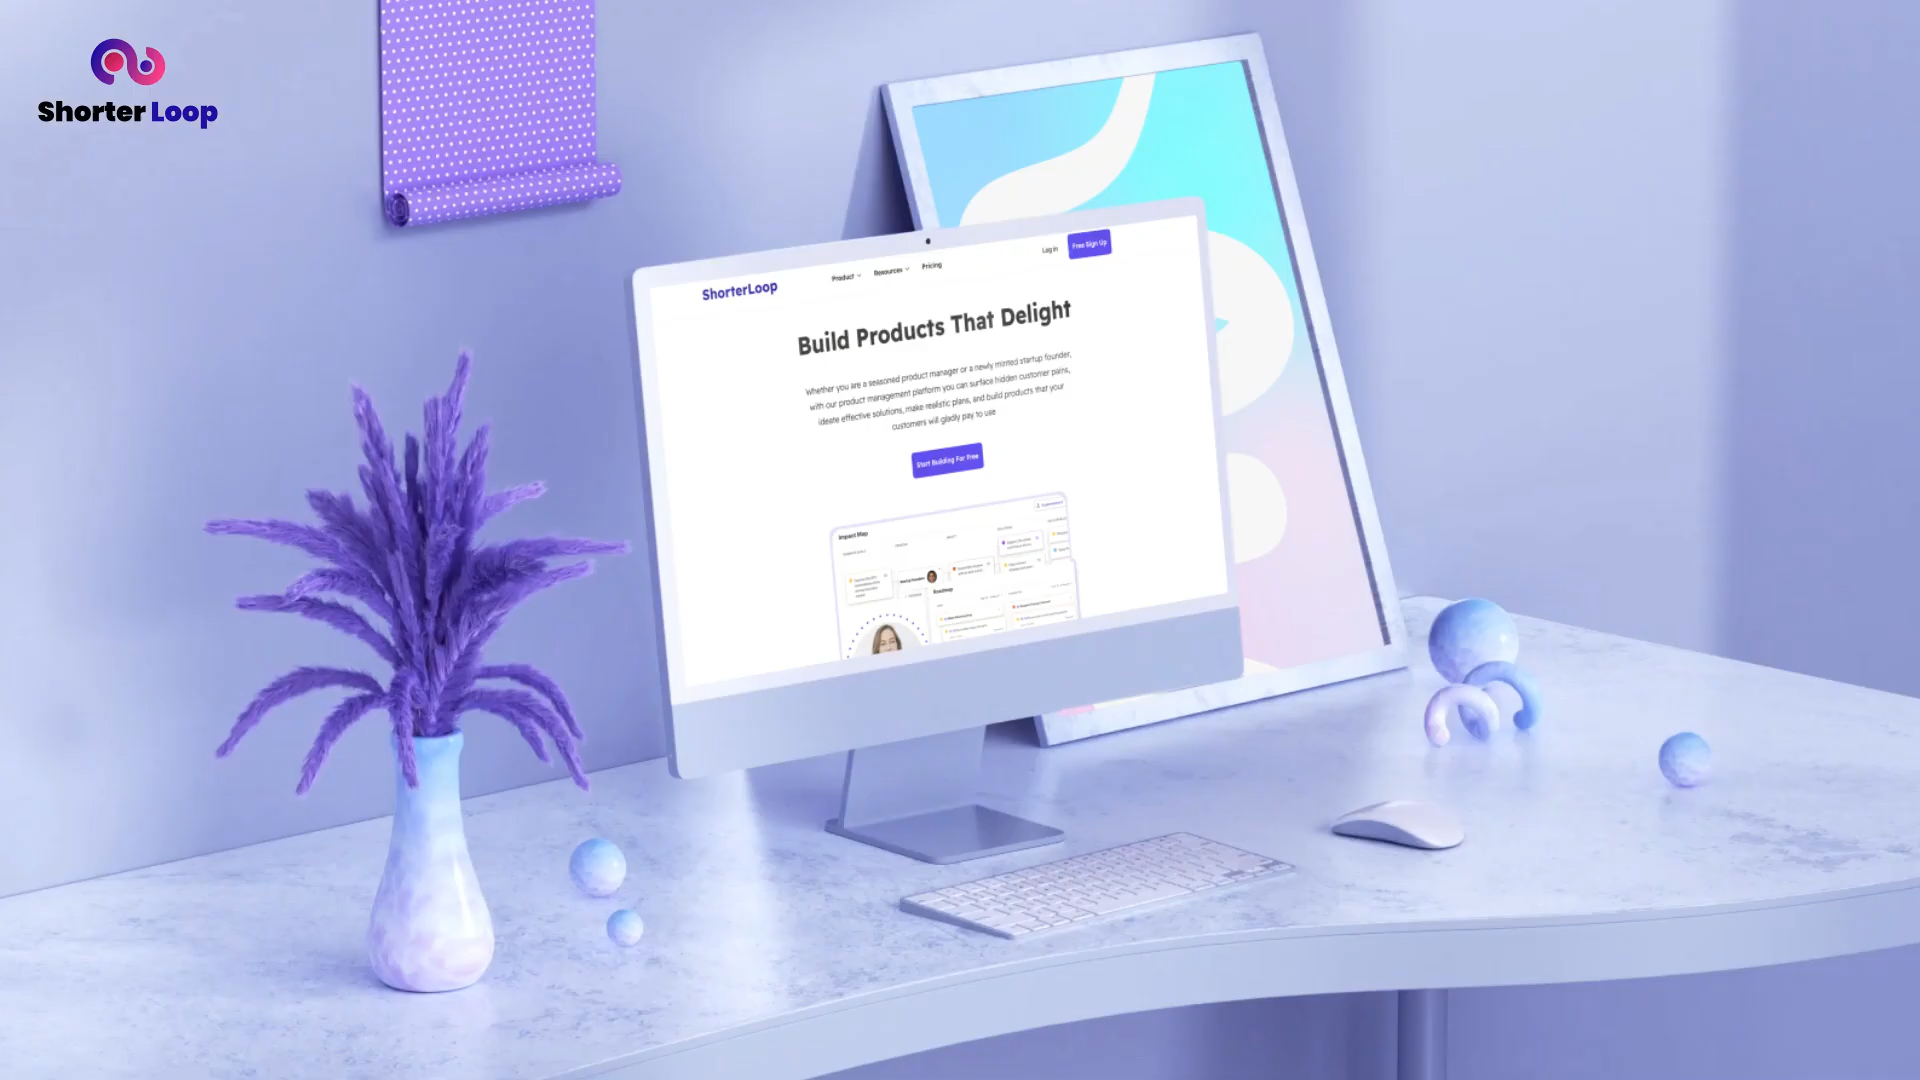 Shorter Loop
ShorterLoop
Product
Resources
Pricing
Log in
Free Sign Up
Build Products That Delight
Whether you are a seasoned product manager or a newly minted startup founder,
with our product management platform you can surface hidden customer pains,
ideate effective solutions, make realistic plans, and build products that your
customers will gladly pay to use
Start Building For Free
Impact Map
Roadmap